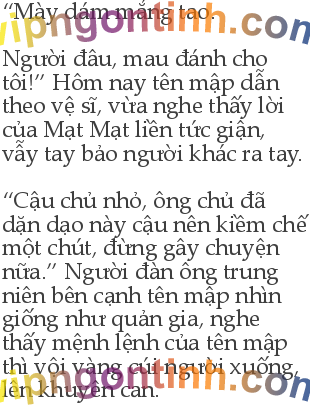 “Mày dám mắng tao.
vipngontinh.com
Người đâu, mau đánh cho
tôi!” Hôm nay tên mập dẫn
theo vệ sĩ, vừa nghe thấy lời
của Mạt Mạt liền tức giận,
vẫy tay bảo người khác ra tay.
“Cậu chủ nhỏ, ông chủ đã
dặn dạo này cậu nên kiềm chế
một chút, đừng gây chuyện
nữa.” Người đàn ông trung
niên bên cạnh tên mập nhìn
giống như quản gia, nghe
thấy mệnh lệnh của tên mập
thì vội vàng cúi người xuống,
lên khuyên can.
vipngontinh.com